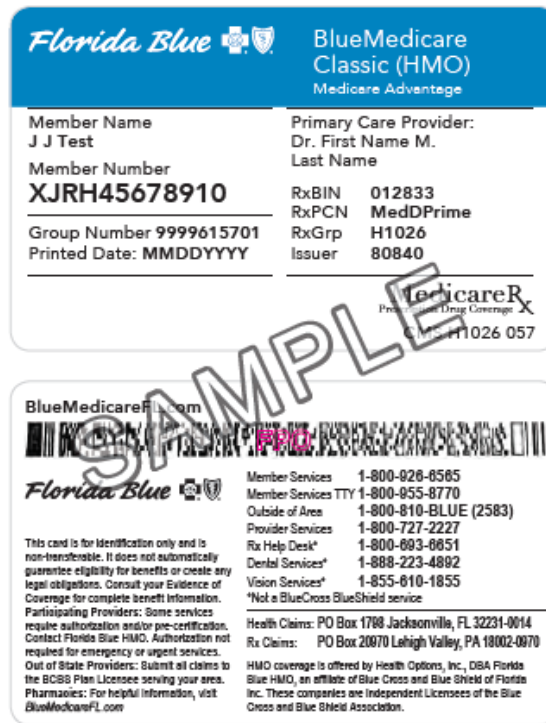 Florida Blue
BlueMedicare
Classic (HMO)
Medicare Advantage
Member Name
J J Test
Member Number
XJRH45678910
Group Number 9999615701
Printed Date: MMDDYYYY
Primary Care Provider:
Dr. First Name M.
Last Name
RxBIN 012833
RxPCN MedDPrime
RxGrp H1026
Issuer 80840
MedicareRx
Prescription Drug Coverage
CMS H1026 057
SAMPLE
BlueMedicareFL.com
FPO
Florida Blue
This card is for identification only and is
non-transferable. It does not automatically
guarantee eligibility for benefits or create any
legal obligations. Consult your Evidence of
Coverage for complete benefit information.
Participating Providers: Some services
require authorization and/or pre-certification.
Contact Florida Blue HMO. Authorization not
required for emergency or urgent services.
Out of State Providers: Submit all claims to
the BCBS Plan Licensee serving your area.
Pharmacies: For helpful information, visit
BlueMedicareFL.com
Member Services 1-800-926-6565
Member Services TTY 1-800-955-8770
Outside of Area 1-800-810-BLUE (2583)
Provider Services 1-800-727-2227
Rx Help Desk* 1-800-693-6651
Dental Services* 1-888-223-4892
Vision Services* 1-855-610-1855
*Not a BlueCross BlueShield service
Health Claims: PO Box 1798 Jacksonville, FL 32231-0014
Rx Claims: PO Box 20970 Lehigh Valley, PA 18002-0970
HMO coverage is offered by Health Options, Inc., DBA Florida
Blue HMO, an affiliate of Blue Cross and Blue Shield of Florida
Inc. These companies are Independent Licensees of the Blue
Cross and Blue Shield Association.